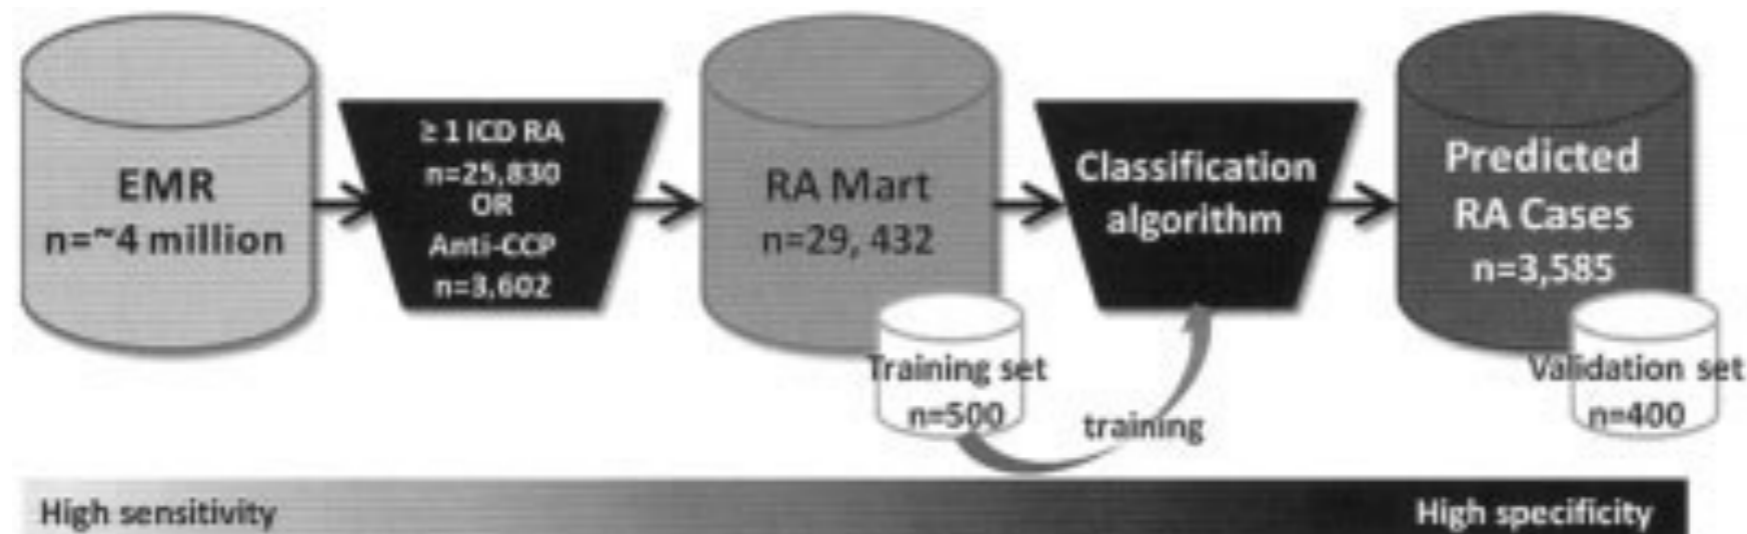 EMR
n=~4 million
≥ 1 ICD RA
n=25,830
OR
Anti-CCP
n=3,602
RA Mart
n=29, 432
Training set
n=500
training
Classification
algorithm
Predicted
RA Cases
n=3,585
Validation set
n=400
High sensitivity
High specificity